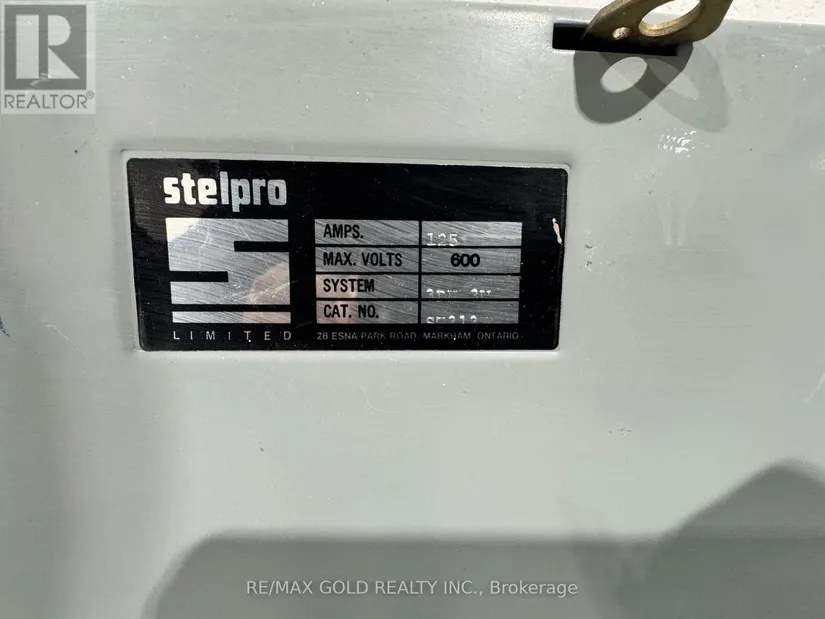 REALTOR®
stelpro
AMPS. 125
MAX. VOLTS 600
SYSTEM
CAT. NO.
LIMITED
28 ESNA PARK ROAD, MARKHAM, ONTARIO
RE/MAX GOLD REALTY INC., Brokerage